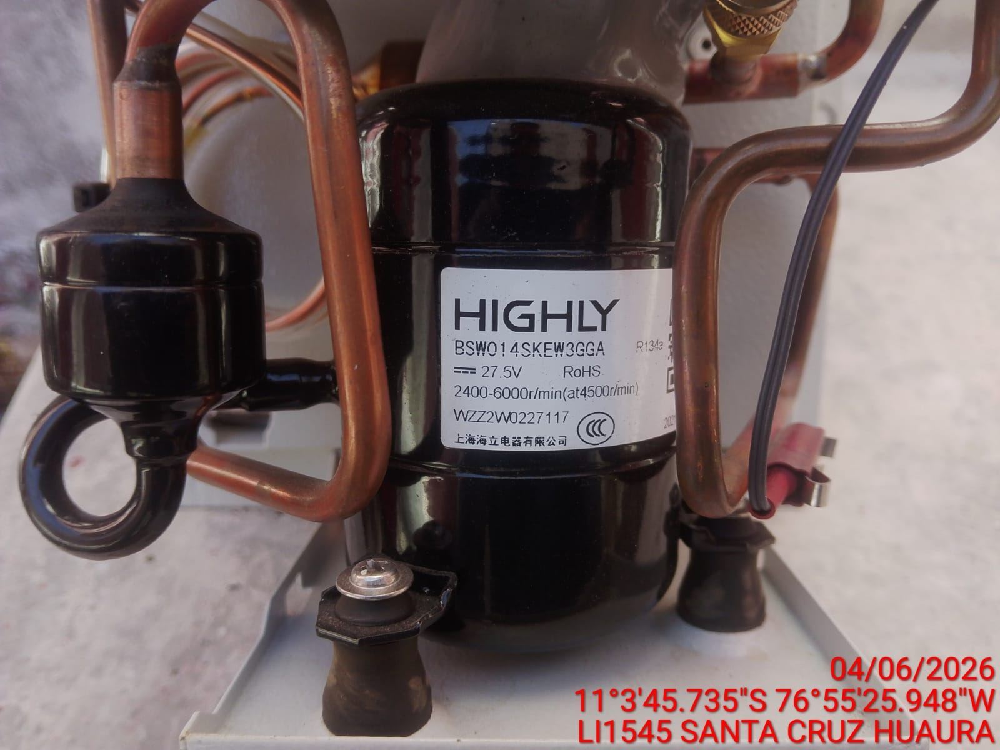 HIGHLY
BSW014SKEW3GGA R134a
27.5V RoHS
2400-6000r/min(at4500r/min)
WZZ2W0227117
上海海立电器有限公司
04/06/2026
11°3'45.735"S 76°55'25.948"W
LI1545 SANTA CRUZ HUAURA